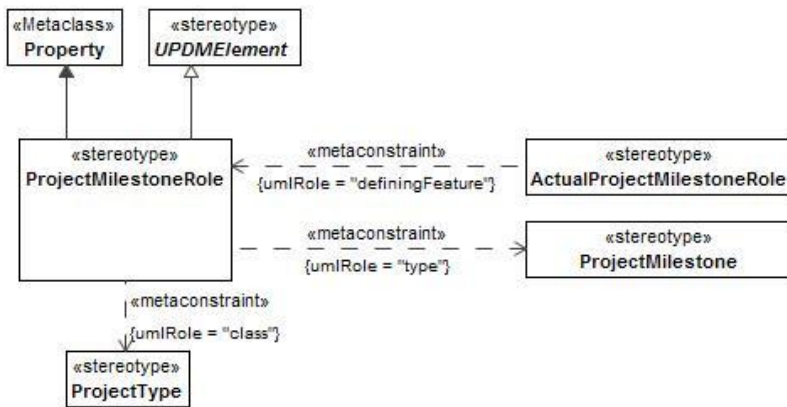 «Metaclass»
Property
«stereotype»
UPDMElement
«stereotype»
ProjectMilestoneRole
«metaconstraint»
{umlRole = "definingFeature"}
«stereotype»
ActualProjectMilestoneRole
«metaconstraint»
{umlRole = "type"}
«stereotype»
ProjectMilestone
«metaconstraint»
{umlRole = "class"}
«stereotype»
ProjectType